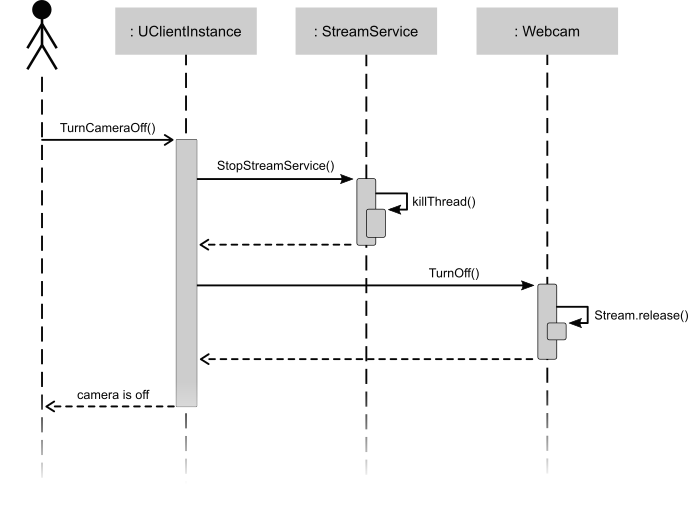 : UClientInstance
: StreamService
: Webcam
TurnCameraOff()
StopStreamService()
killThread()
TurnOff()
Stream.release()
camera is off